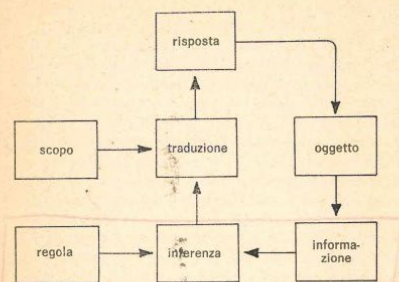 risposta
scopo
traduzione
oggetto
regola
inferenza
informa-
zione